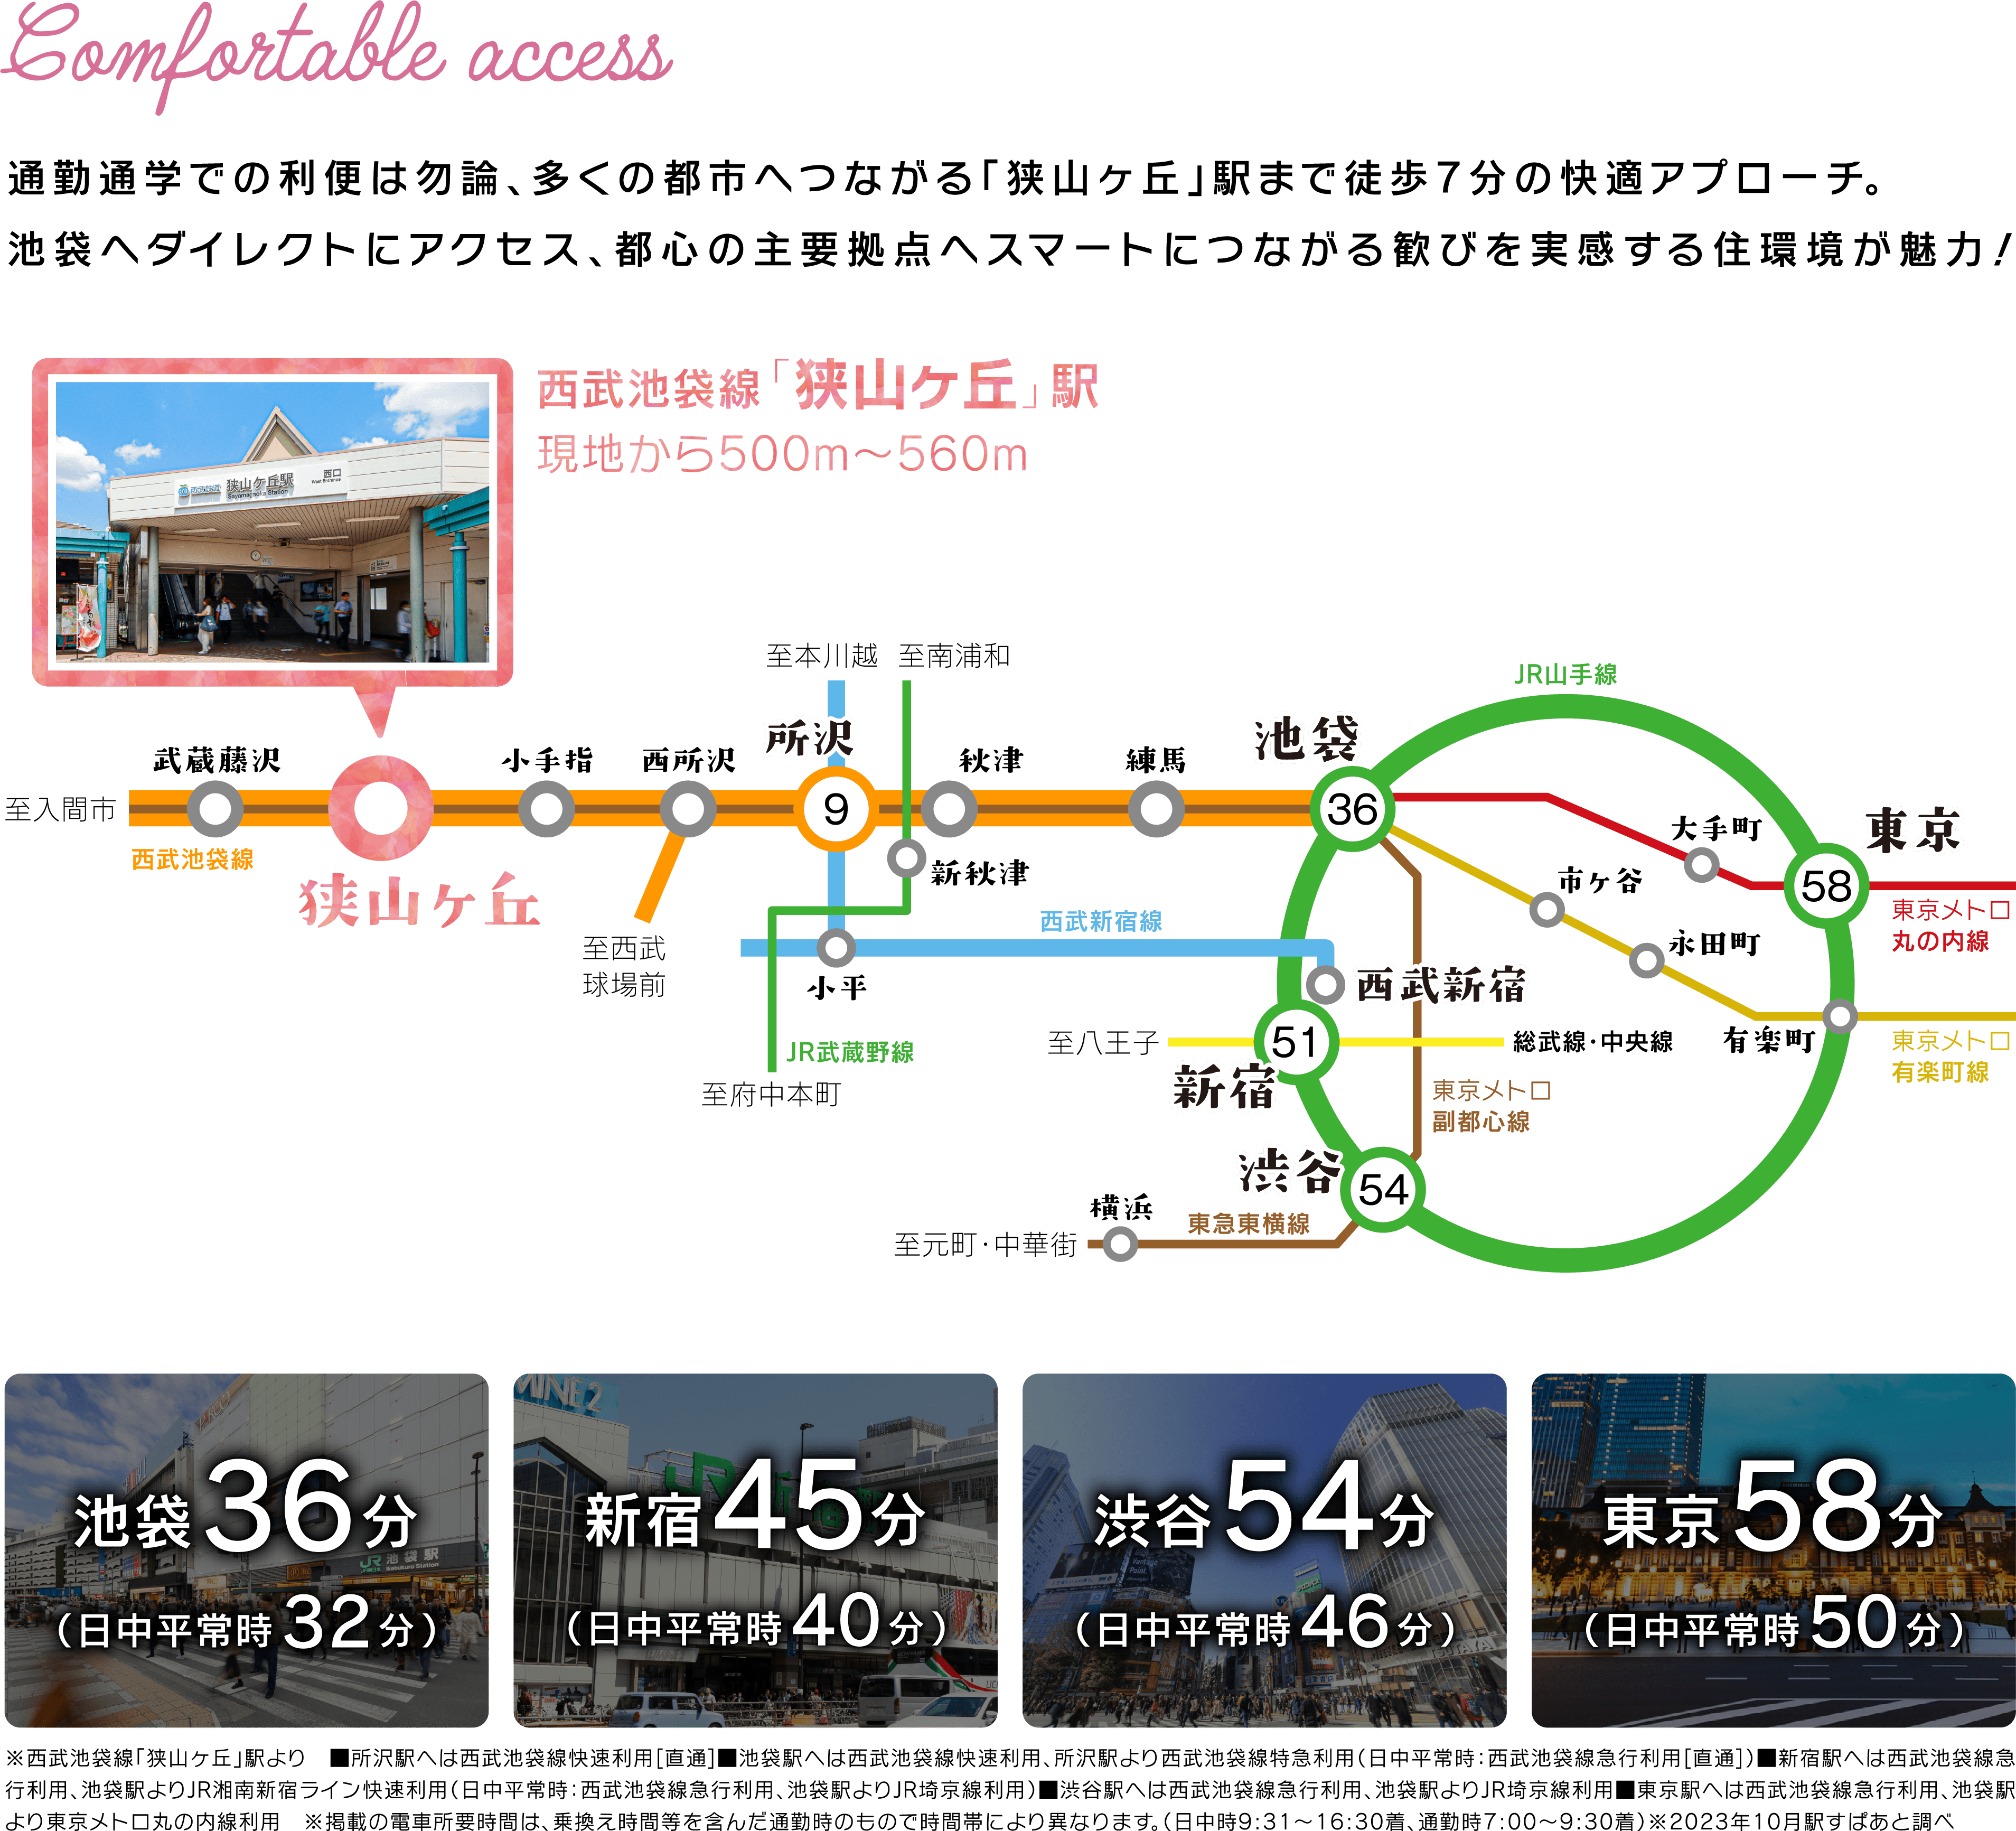 Comfortable access
通勤通学での利便は勿論、多くの都市へつながる「狭山ヶ丘」駅まで徒歩7分の快適アプローチ。
池袋へダイレクトにアクセス、都心の主要拠点へスマートにつながる歓びを実感する住環境が魅力！
西武池袋線「狭山ヶ丘」駅
現地から500m～560m
狭山ヶ丘駅
Sayamagaoka Station
西口
West Entrance
至本川越
至南浦和
JR山手線
武蔵藤沢
小手指
西所沢
所沢
秋津
練馬
池袋
至入間市
9
36
大手町
東京
西武池袋線
狭山ヶ丘
新秋津
市ケ谷
58
東京メトロ
丸の内線
西武新宿線
永田町
至西武
球場前
小平
西武新宿
JR武蔵野線
至八王子
51
総武線・中央線
有楽町
東京メトロ
有楽町線
至府中本町
新宿
東京メトロ
副都心線
渋谷
54
横浜
東急東横線
至元町・中華街
MINE2
JR
JR 池袋駅
Ikebukuro Station
池袋36分
（日中平常時32分）
新宿45分
（日中平常時40分）
渋谷54分
（日中平常時46分）
東京58分
（日中平常時50分）
※西武池袋線「狭山ヶ丘」駅より　■所沢駅へは西武池袋線快速利用[直通]■池袋駅へは西武池袋線快速利用、所沢駅より西武池袋線特急利用（日中平常時：西武池袋線急行利用[直通]）■新宿駅へは西武池袋線急
行利用、池袋駅よりJR湘南新宿ライン快速利用（日中平常時：西武池袋線急行利用、池袋駅よりJR埼京線利用）■渋谷駅へは西武池袋線急行利用、池袋駅よりJR埼京線利用■東京駅へは西武池袋線急行利用、池袋駅
より東京メトロ丸の内線利用　※掲載の電車所要時間は、乗換え時間等を含んだ通勤時のもので時間帯により異なります。（日中時9:31～16:30着、通勤時7:00～9:30着）※2023年10月駅すぱあと調べ